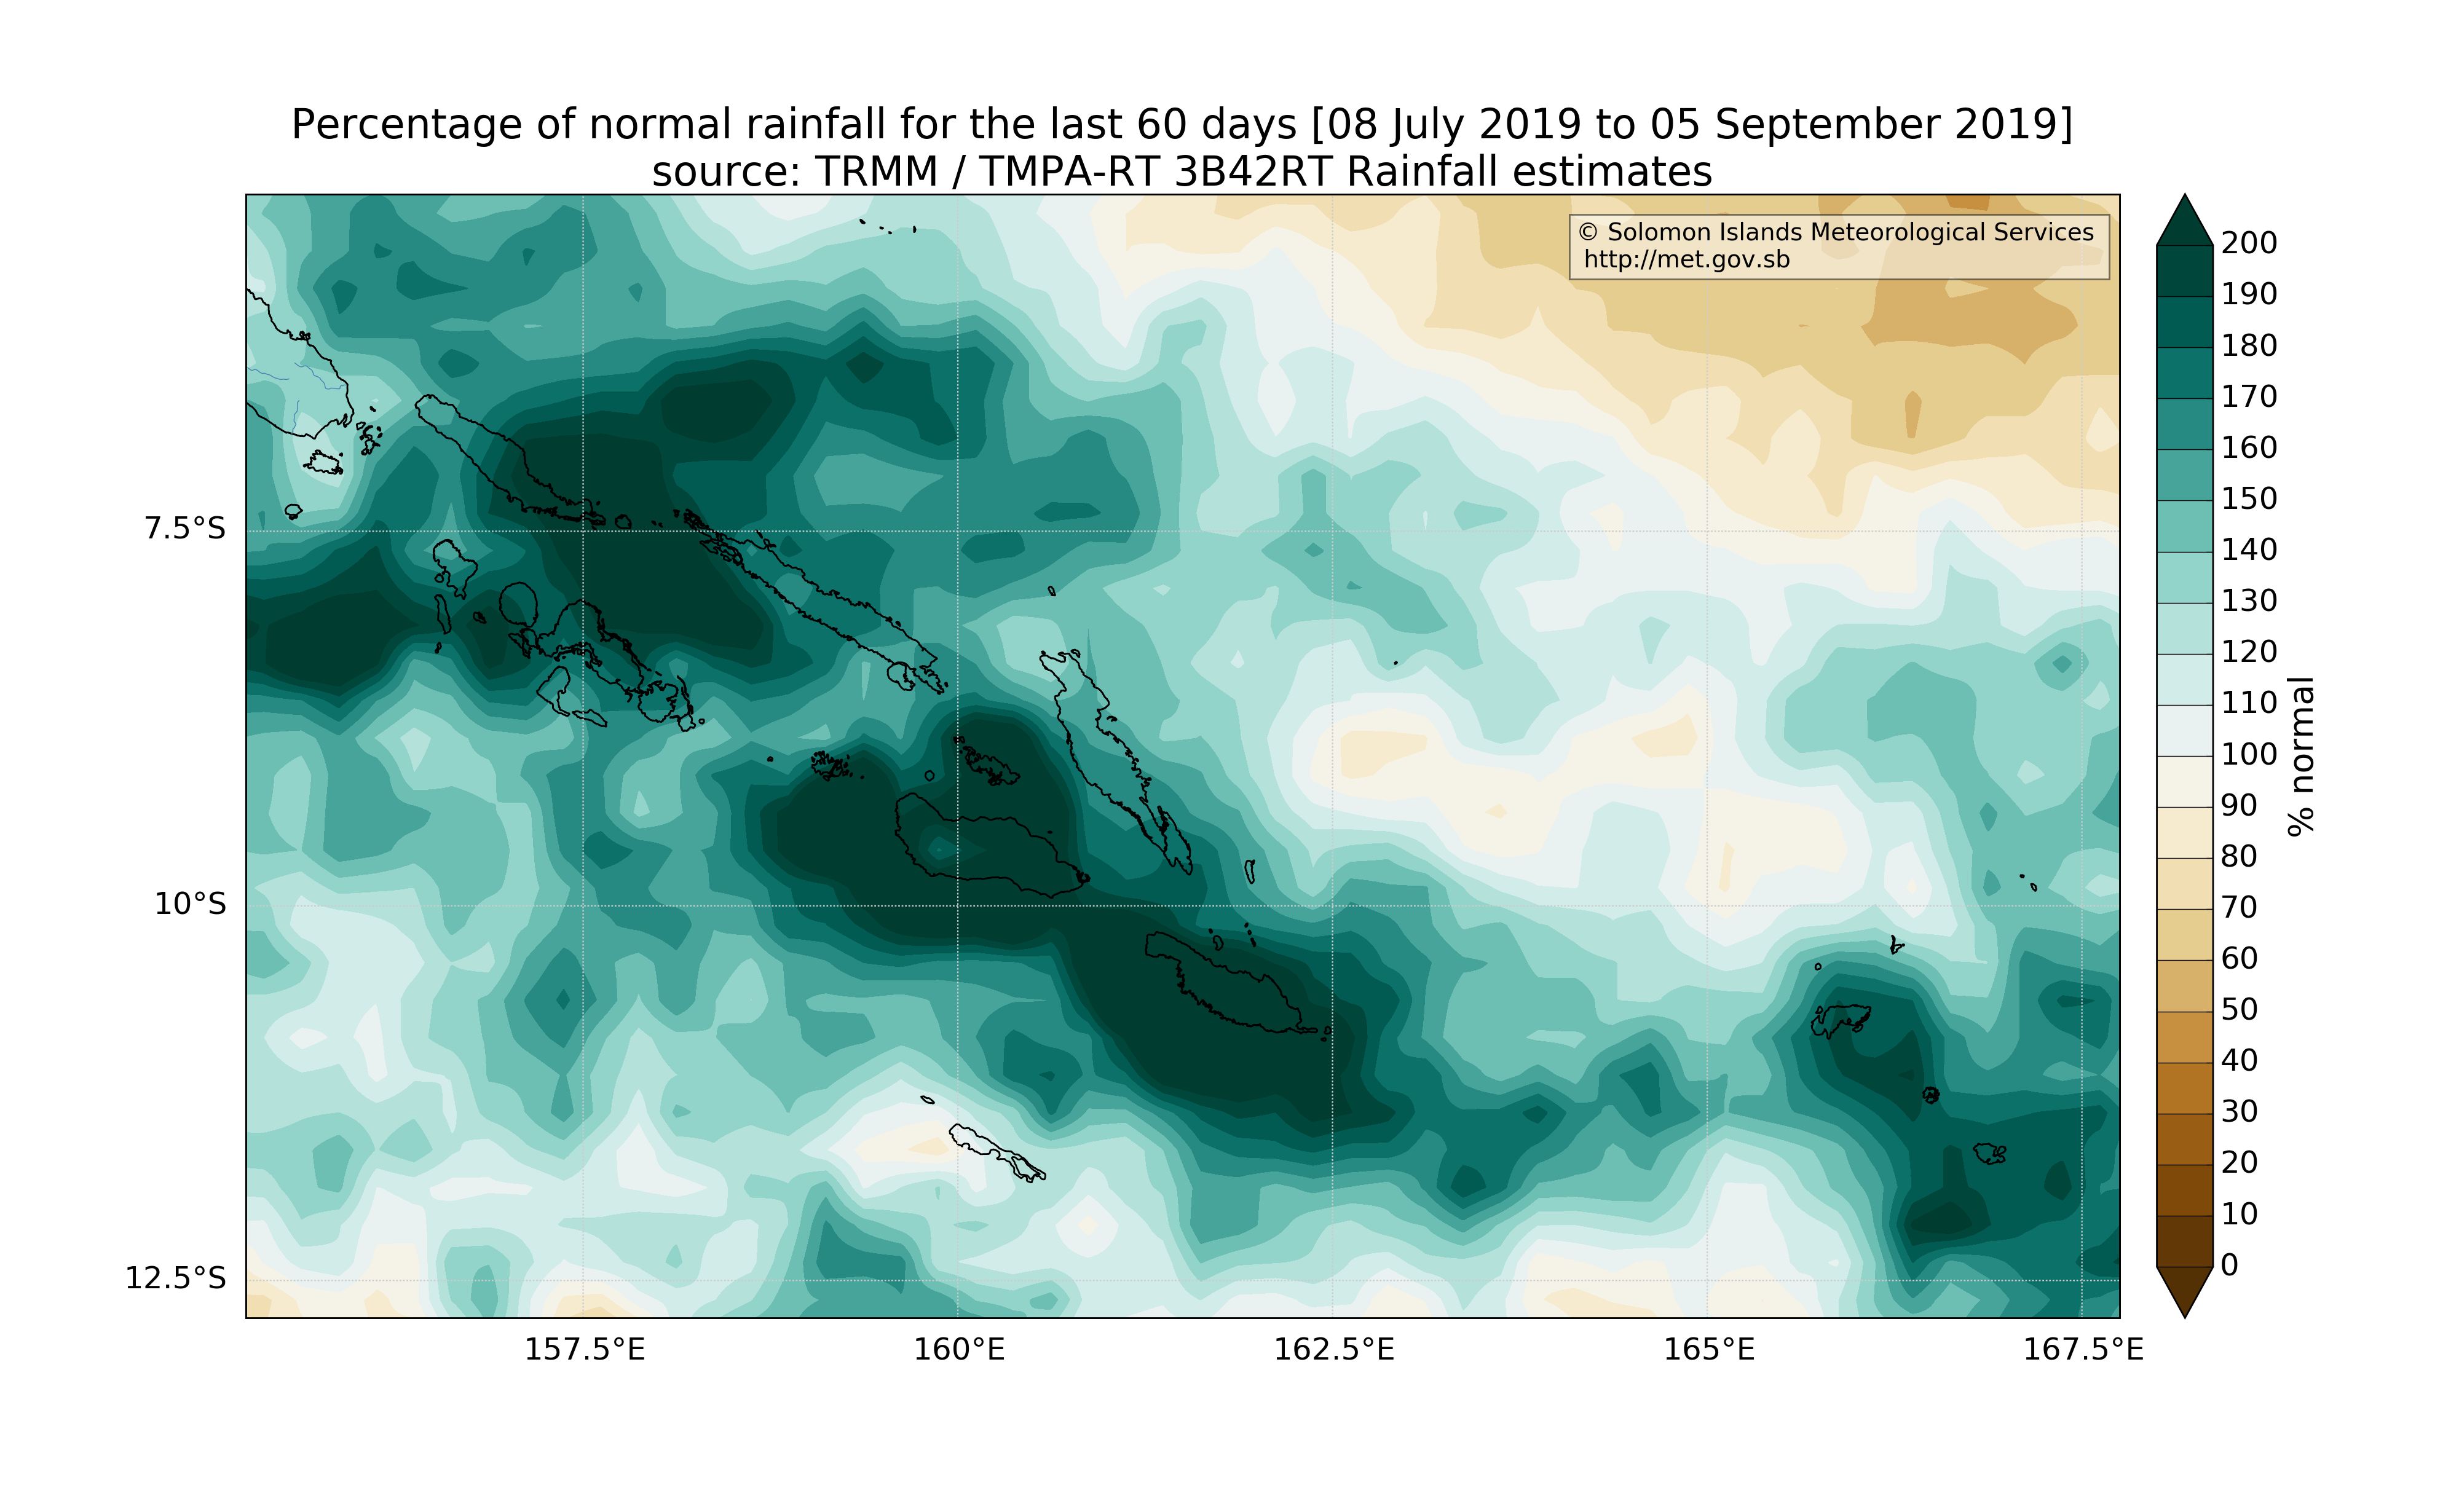 Percentage of normal rainfall for the last 60 days [08 July 2019 to 05 September 2019]
source: TRMM / TMPA-RT 3B42RT Rainfall estimates
© Solomon Islands Meteorological Services
http://met.gov.sb
7.5°S
10°S
12.5°S
157.5°E
160°E
162.5°E
165°E
167.5°E
200
190
180
170
160
150
140
130
120
110
100
90
80
70
60
50
40
30
20
10
0
% normal